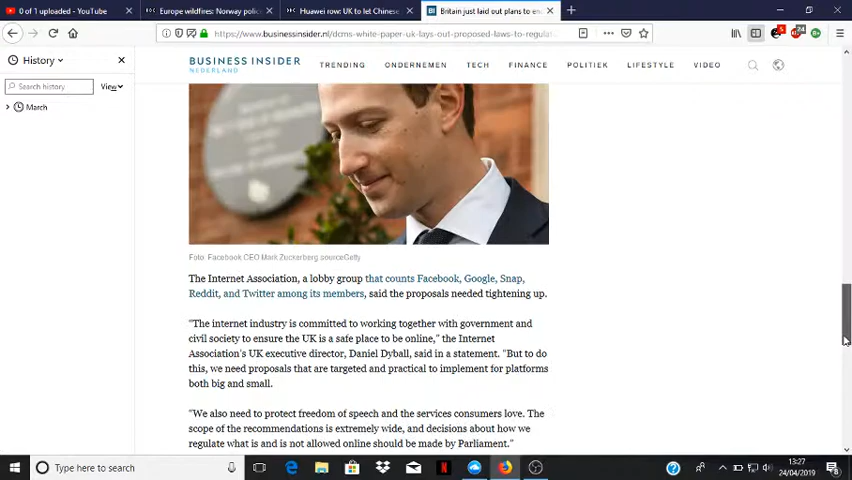 0 of 1 uploaded - YouTube
Europe wildfires: Norway polic
Huawei row: UK to let Chinese
Britain just laid out plans to en
https://www.businessinsider.nl/dcms-white-paper-uk-lays-out-proposed-laws-to-regulat
History
Search history
View
March
BUSINESS INSIDER
NEDERLAND
TRENDING ONDERNEMEN TECH FINANCE POLITIEK LIFESTYLE VIDEO
Foto: Facebook CEO Mark Zuckerberg sourceGetty
The Internet Association, a lobby group that counts Facebook, Google, Snap,
Reddit, and Twitter among its members, said the proposals needed tightening up.
"The internet industry is committed to working together with government and
civil society to ensure the UK is a safe place to be online," the Internet
Association's UK executive director, Daniel Dyball, said in a statement. "But to do
this, we need proposals that are targeted and practical to implement for platforms
both big and small.
"We also need to protect freedom of speech and the services consumers love. The
scope of the recommendations is extremely wide, and decisions about how we
regulate what is and is not allowed online should be made by Parliament."
Type here to search
13:27
24/04/2019